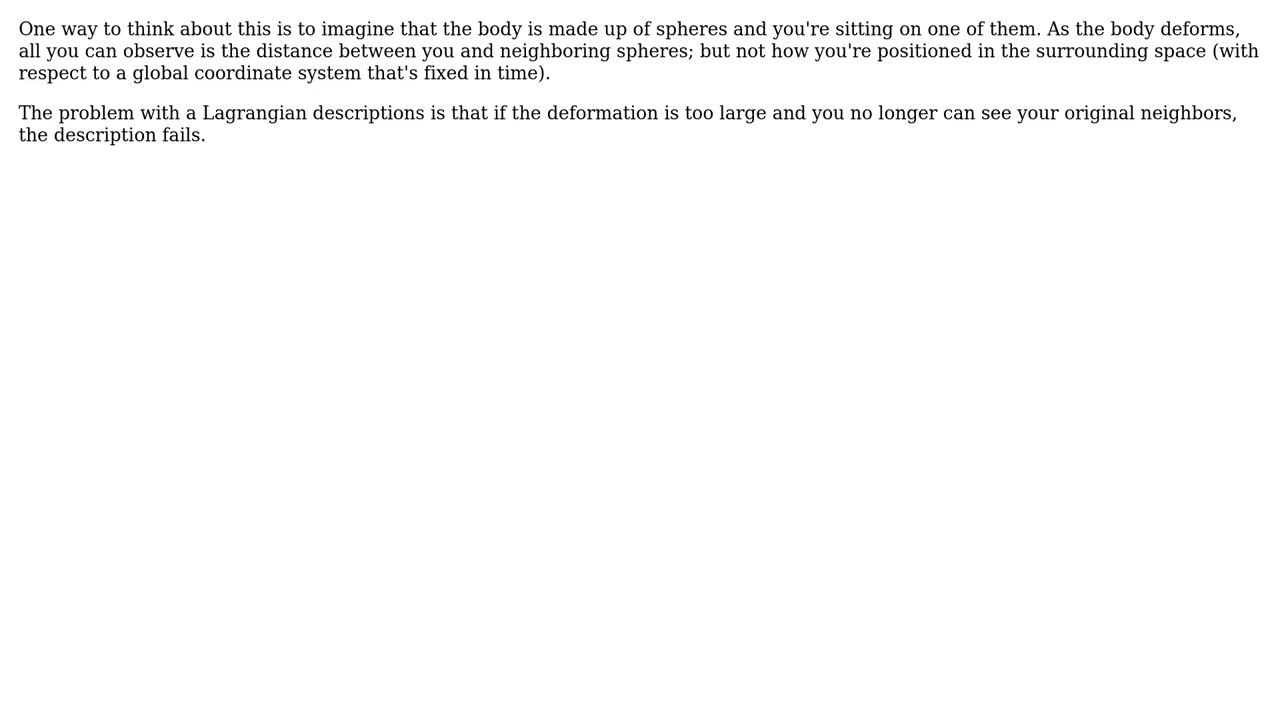 One way to think about this is to imagine that the body is made up of spheres and you're sitting on one of them. As the body deforms,
all you can observe is the distance between you and neighboring spheres; but not how you're positioned in the surrounding space (with
respect to a global coordinate system that's fixed in time).
The problem with a Lagrangian descriptions is that if the deformation is too large and you no longer can see your original neighbors,
the description fails.